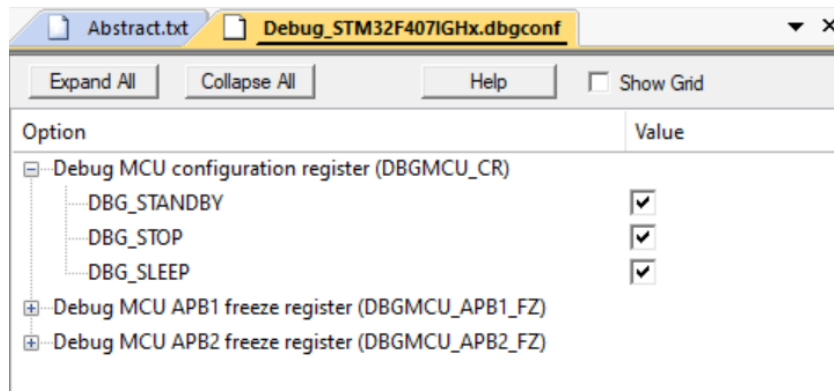 Abstract.txt Debug_STM32F407IGHx.dbgconf
Expand All Collapse All Help Show Grid
Option Value
Debug MCU configuration register (DBGMCU_CR)
DBG_STANDBY
DBG_STOP
DBG_SLEEP
Debug MCU APB1 freeze register (DBGMCU_APB1_FZ)
Debug MCU APB2 freeze register (DBGMCU_APB2_FZ)